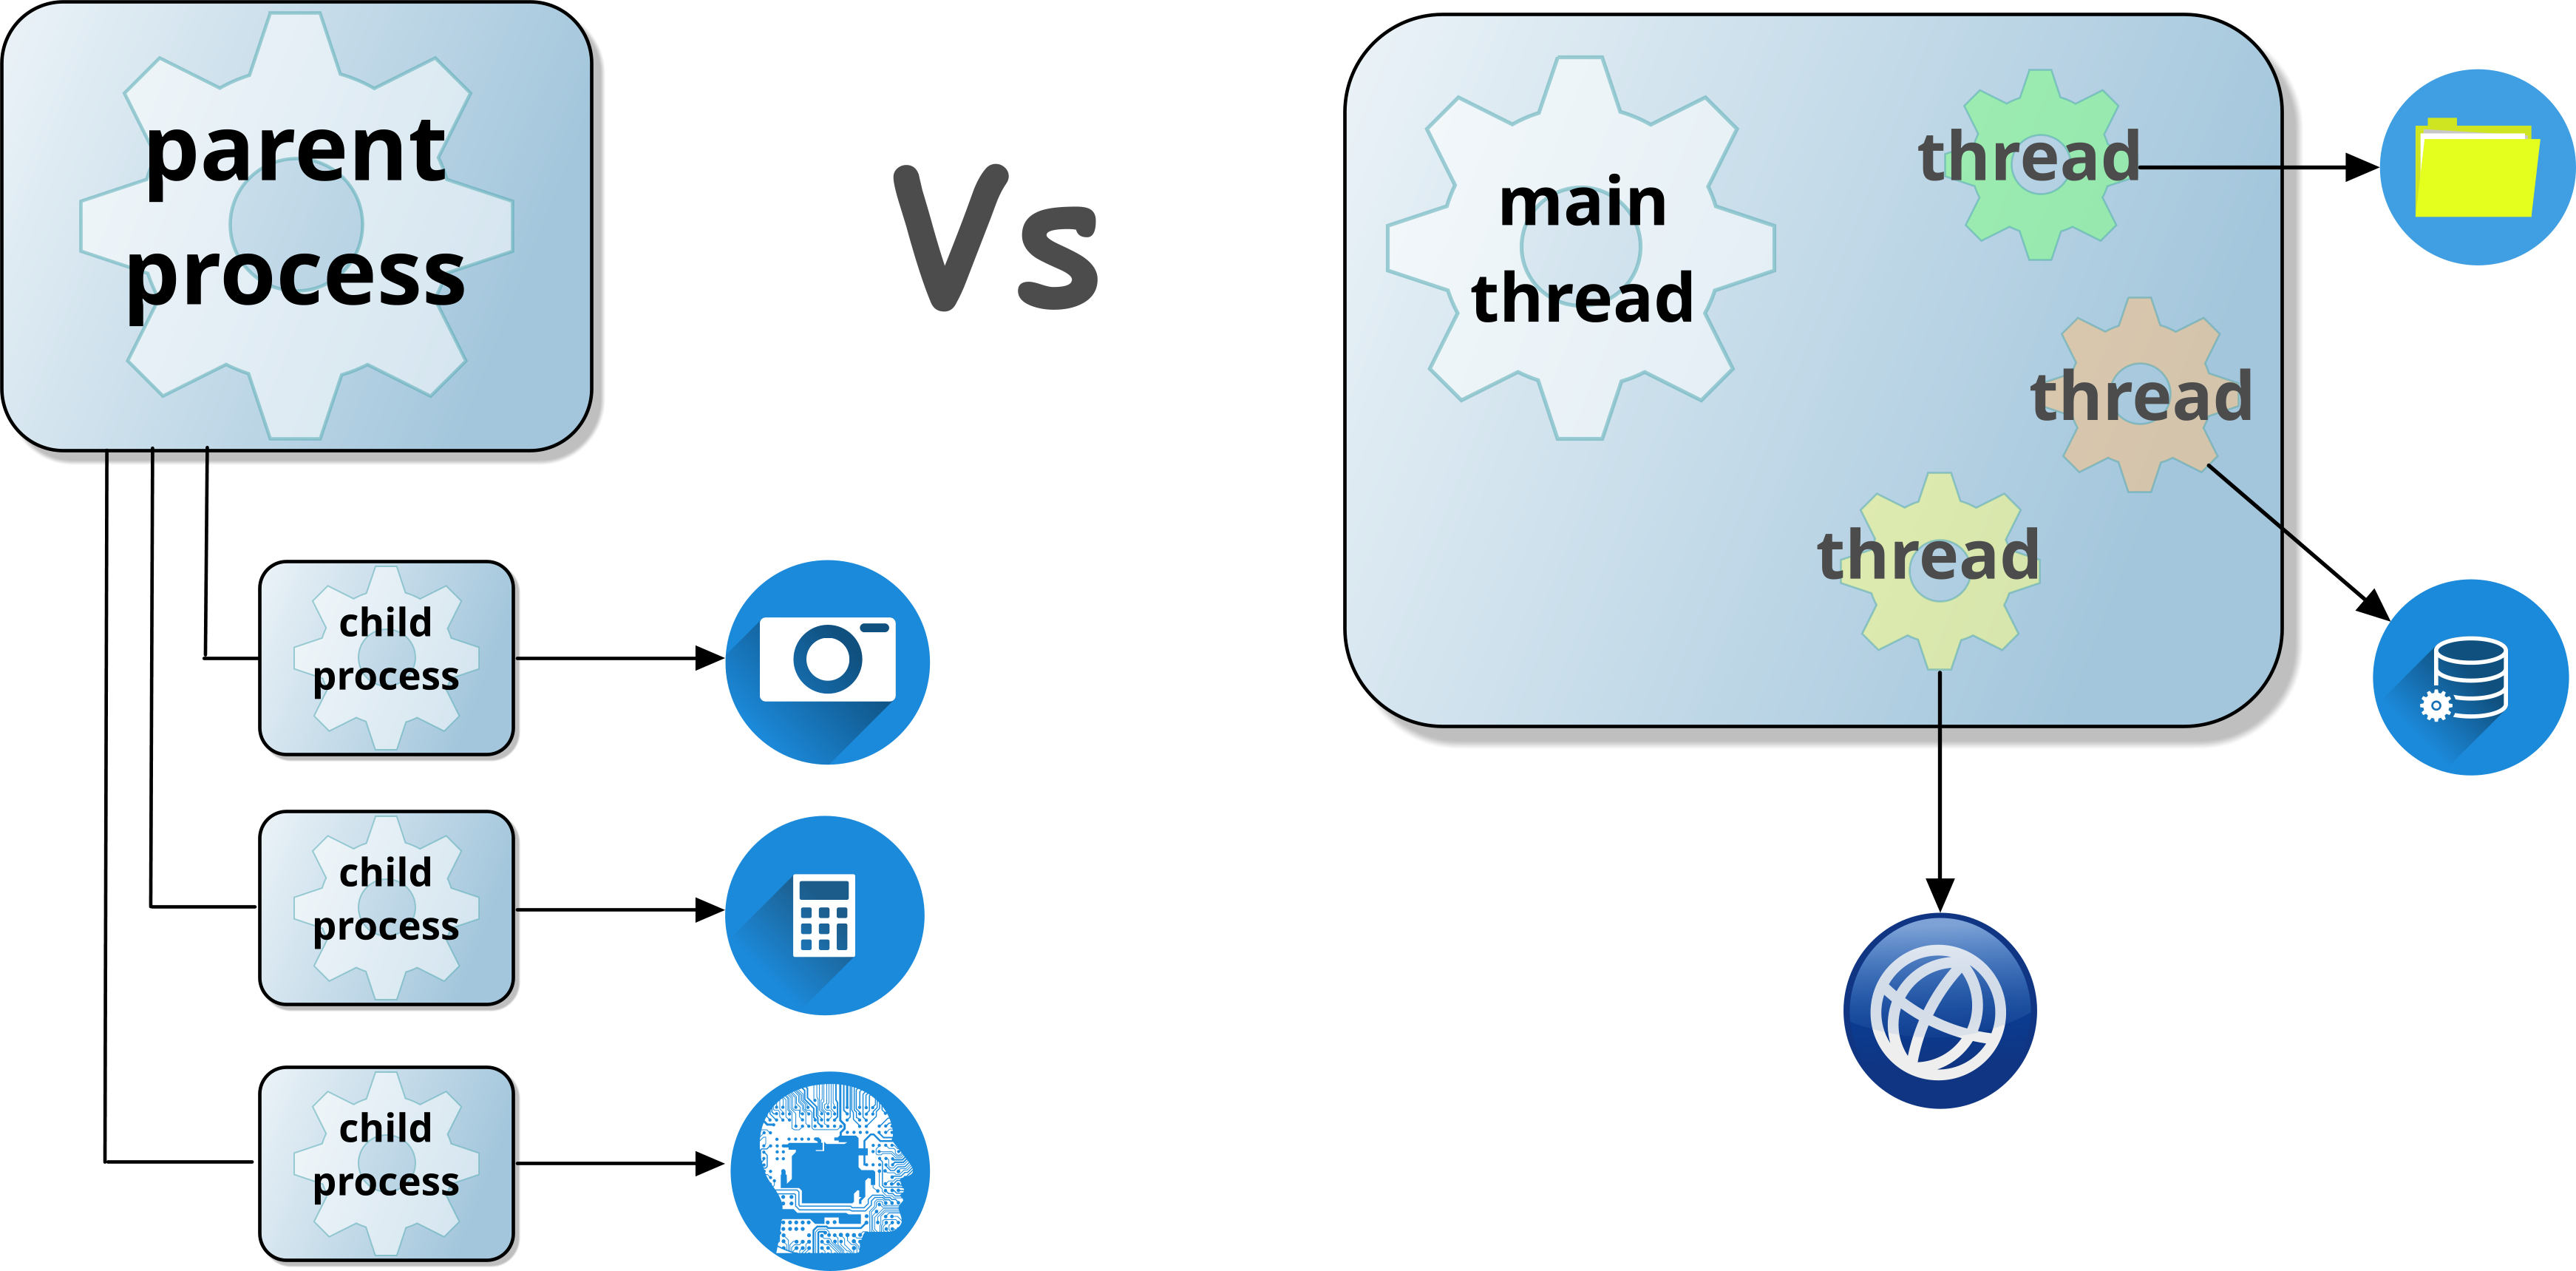 parent
process
child
process
child
process
child
process
Vs
main
thread
thread
thread
thread